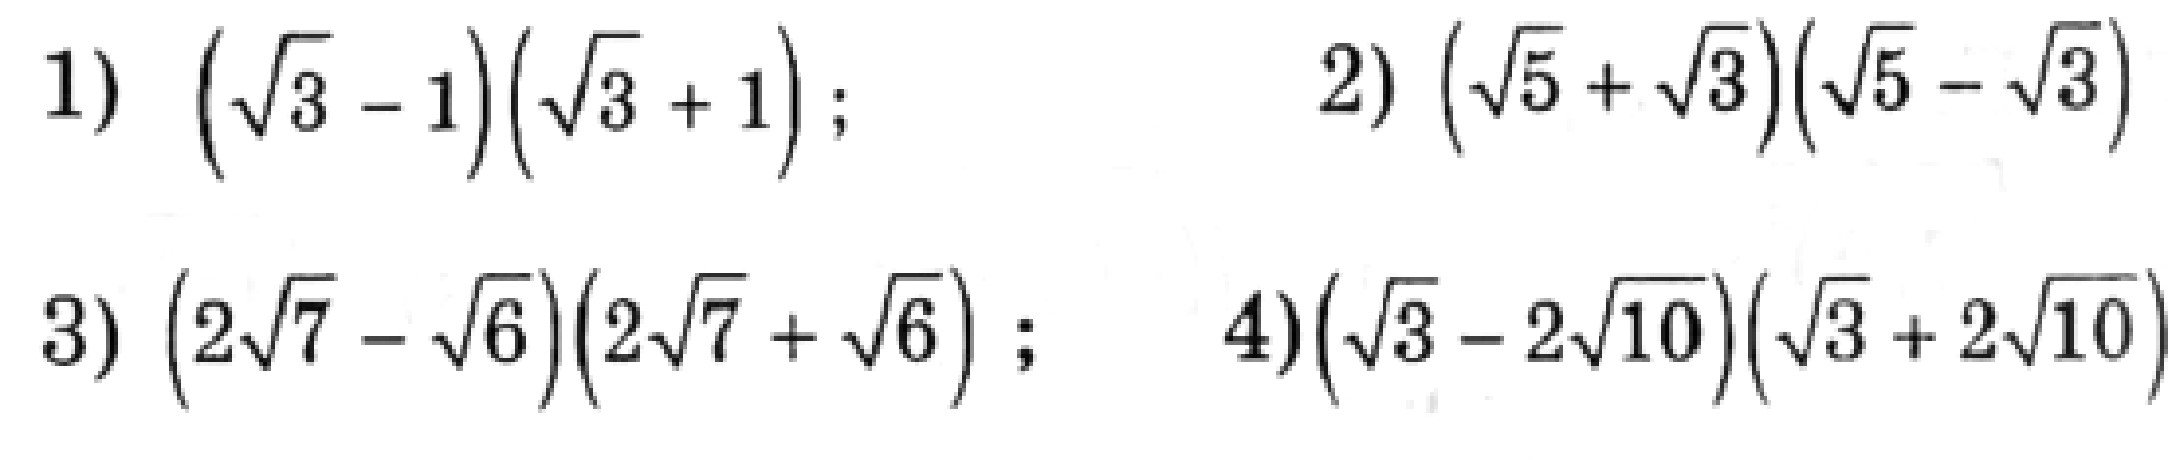 1) (√3 − 1)(√3 + 1) ; 2) (√5 + √3)(√5 − √3)
3) (2√7 − √6)(2√7 + √6) ; 4)(√3 − 2√10)(√3 + 2√10)